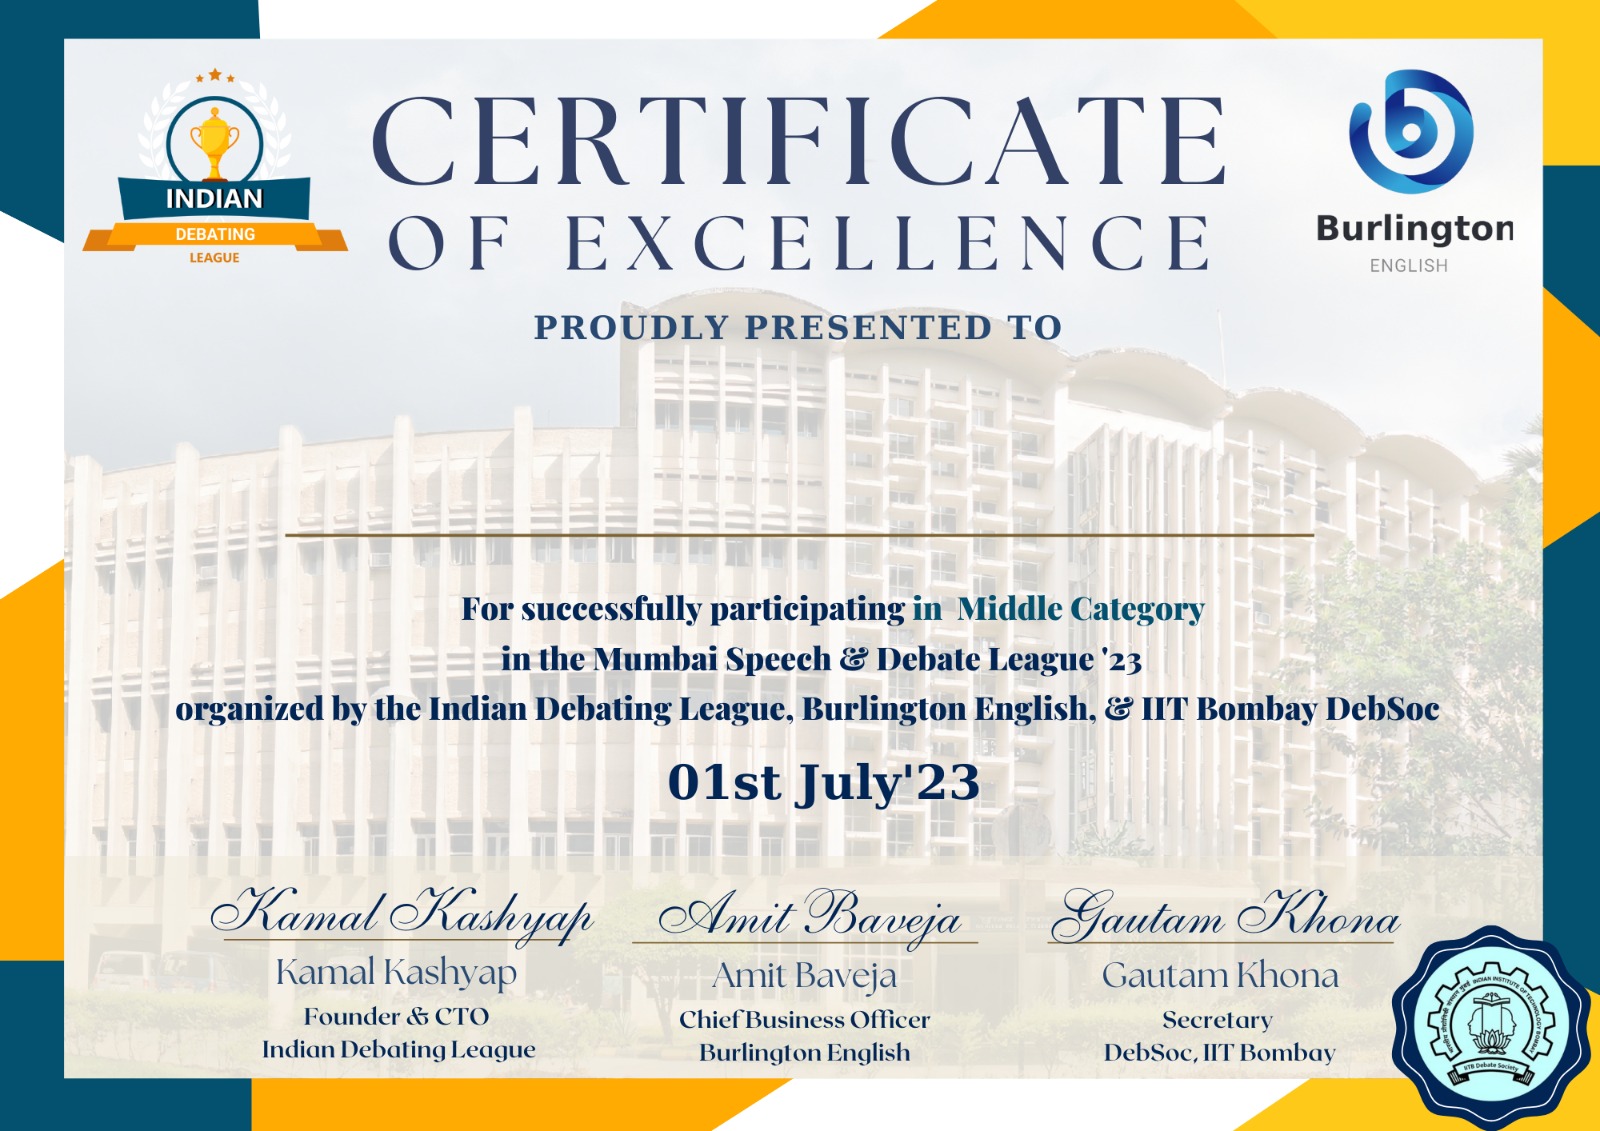 INDIAN
DEBATING
LEAGUE
CERTIFICATE
OF EXCELLENCE
Burlington
ENGLISH
PROUDLY PRESENTED TO
For successfully participating in Middle Category
in the Mumbai Speech & Debate League '23
organized by the Indian Debating League, Burlington English, & IIT Bombay DebSoc
01st July'23
Kamal Kashyap
Amit Baveja
Gautam Khona
Kamal Kashyap
Amit Baveja
Gautam Khona
Founder & CTO
Chief Business Officer
Secretary
Indian Debating League
Burlington English
DebSoc, IIT Bombay
INDIAN INSTITUTE OF TECHNOLOGY BOMBAY
IITB Debate Society